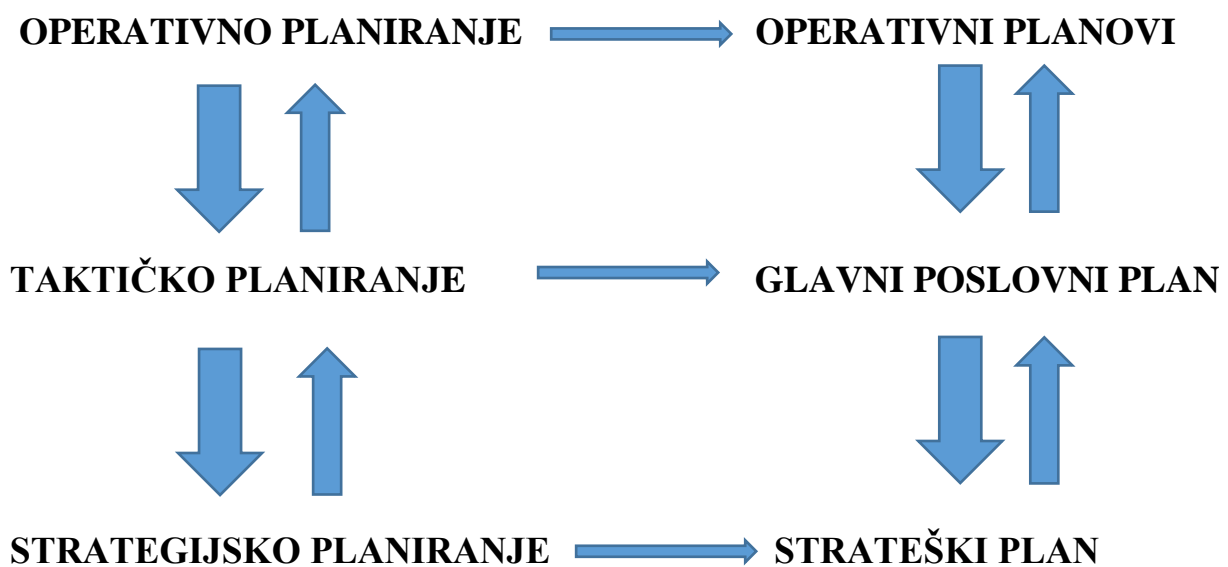 OPERATIVNO PLANIRANJE OPERATIVNI PLANOVI
TAKTIČKO PLANIRANJE GLAVNI POSLOVNI PLAN
STRATEGIJSKO PLANIRANJE STRATEŠKI PLAN